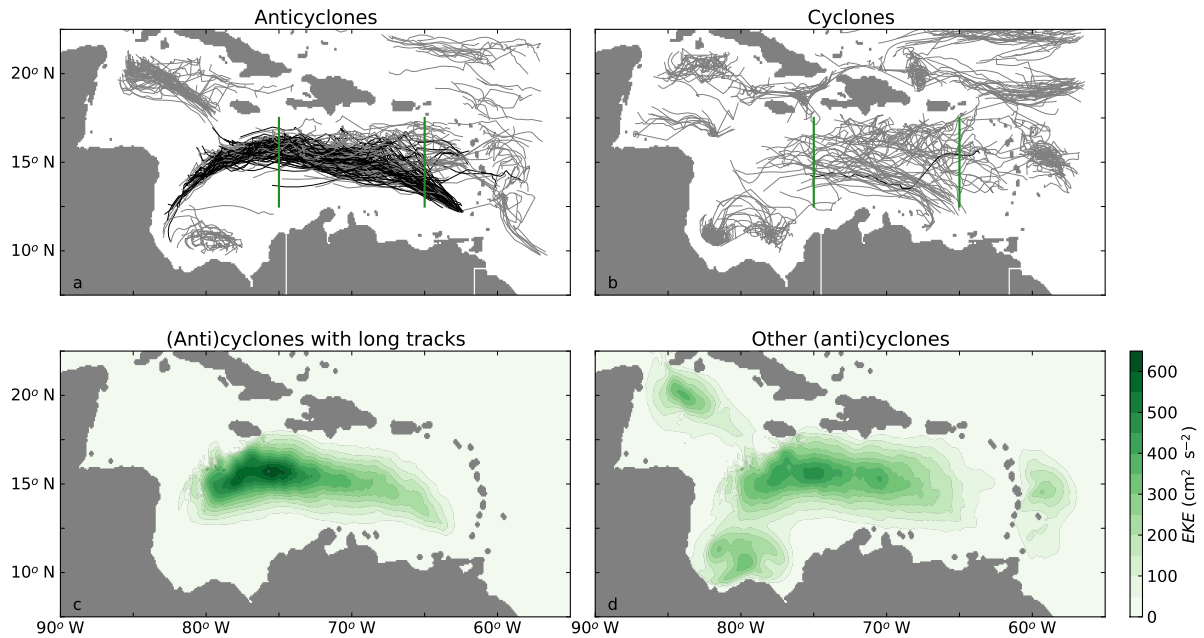 Anticyclones
Cyclones
20° N
15° N
10° N
a
b
(Anti)cyclones with long tracks
Other (anti)cyclones
20° N
15° N
10° N
c
d
90° W
80° W
70° W
60° W
90° W
80° W
70° W
60° W
600
500
400
300
200
100
0
EKE (cm² s⁻²)